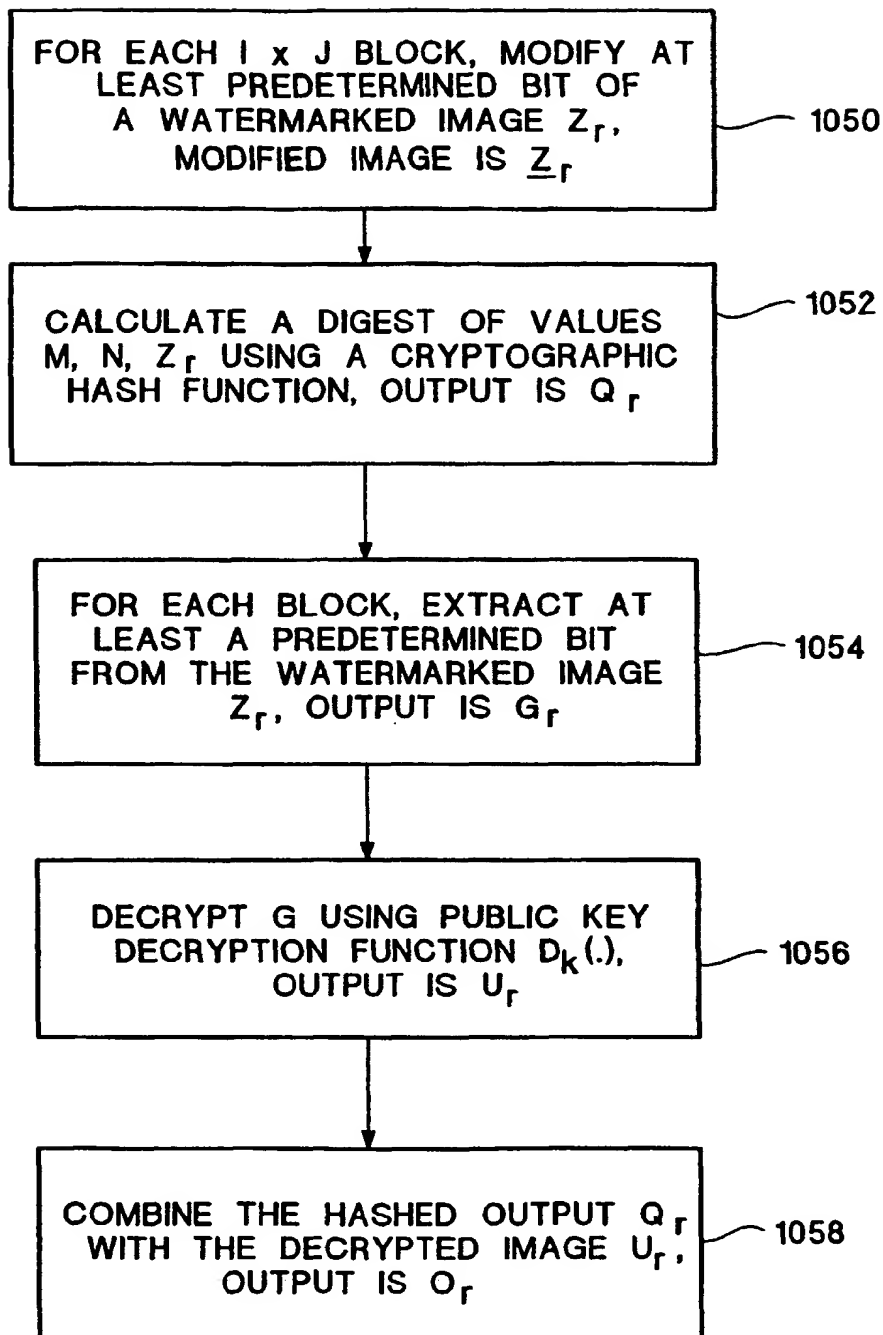 FOR EACH I x J BLOCK, MODIFY AT
LEAST PREDETERMINED BIT OF
A WATERMARKED IMAGE Zr,
MODIFIED IMAGE IS Z̲r
1050
CALCULATE A DIGEST OF VALUES
M, N, Zr USING A CRYPTOGRAPHIC
HASH FUNCTION, OUTPUT IS Qr
1052
FOR EACH BLOCK, EXTRACT AT
LEAST A PREDETERMINED BIT
FROM THE WATERMARKED IMAGE
Zr, OUTPUT IS Gr
1054
DECRYPT G USING PUBLIC KEY
DECRYPTION FUNCTION Dk(.),
OUTPUT IS Ur
1056
COMBINE THE HASHED OUTPUT Qr
WITH THE DECRYPTED IMAGE Ur,
OUTPUT IS Or
1058